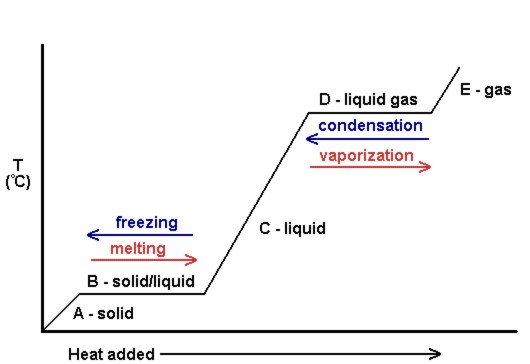 D - liquid gas
E - gas
condensation
vaporization
T
(°C)
freezing
melting
C - liquid
B - solid/liquid
A - solid
Heat added